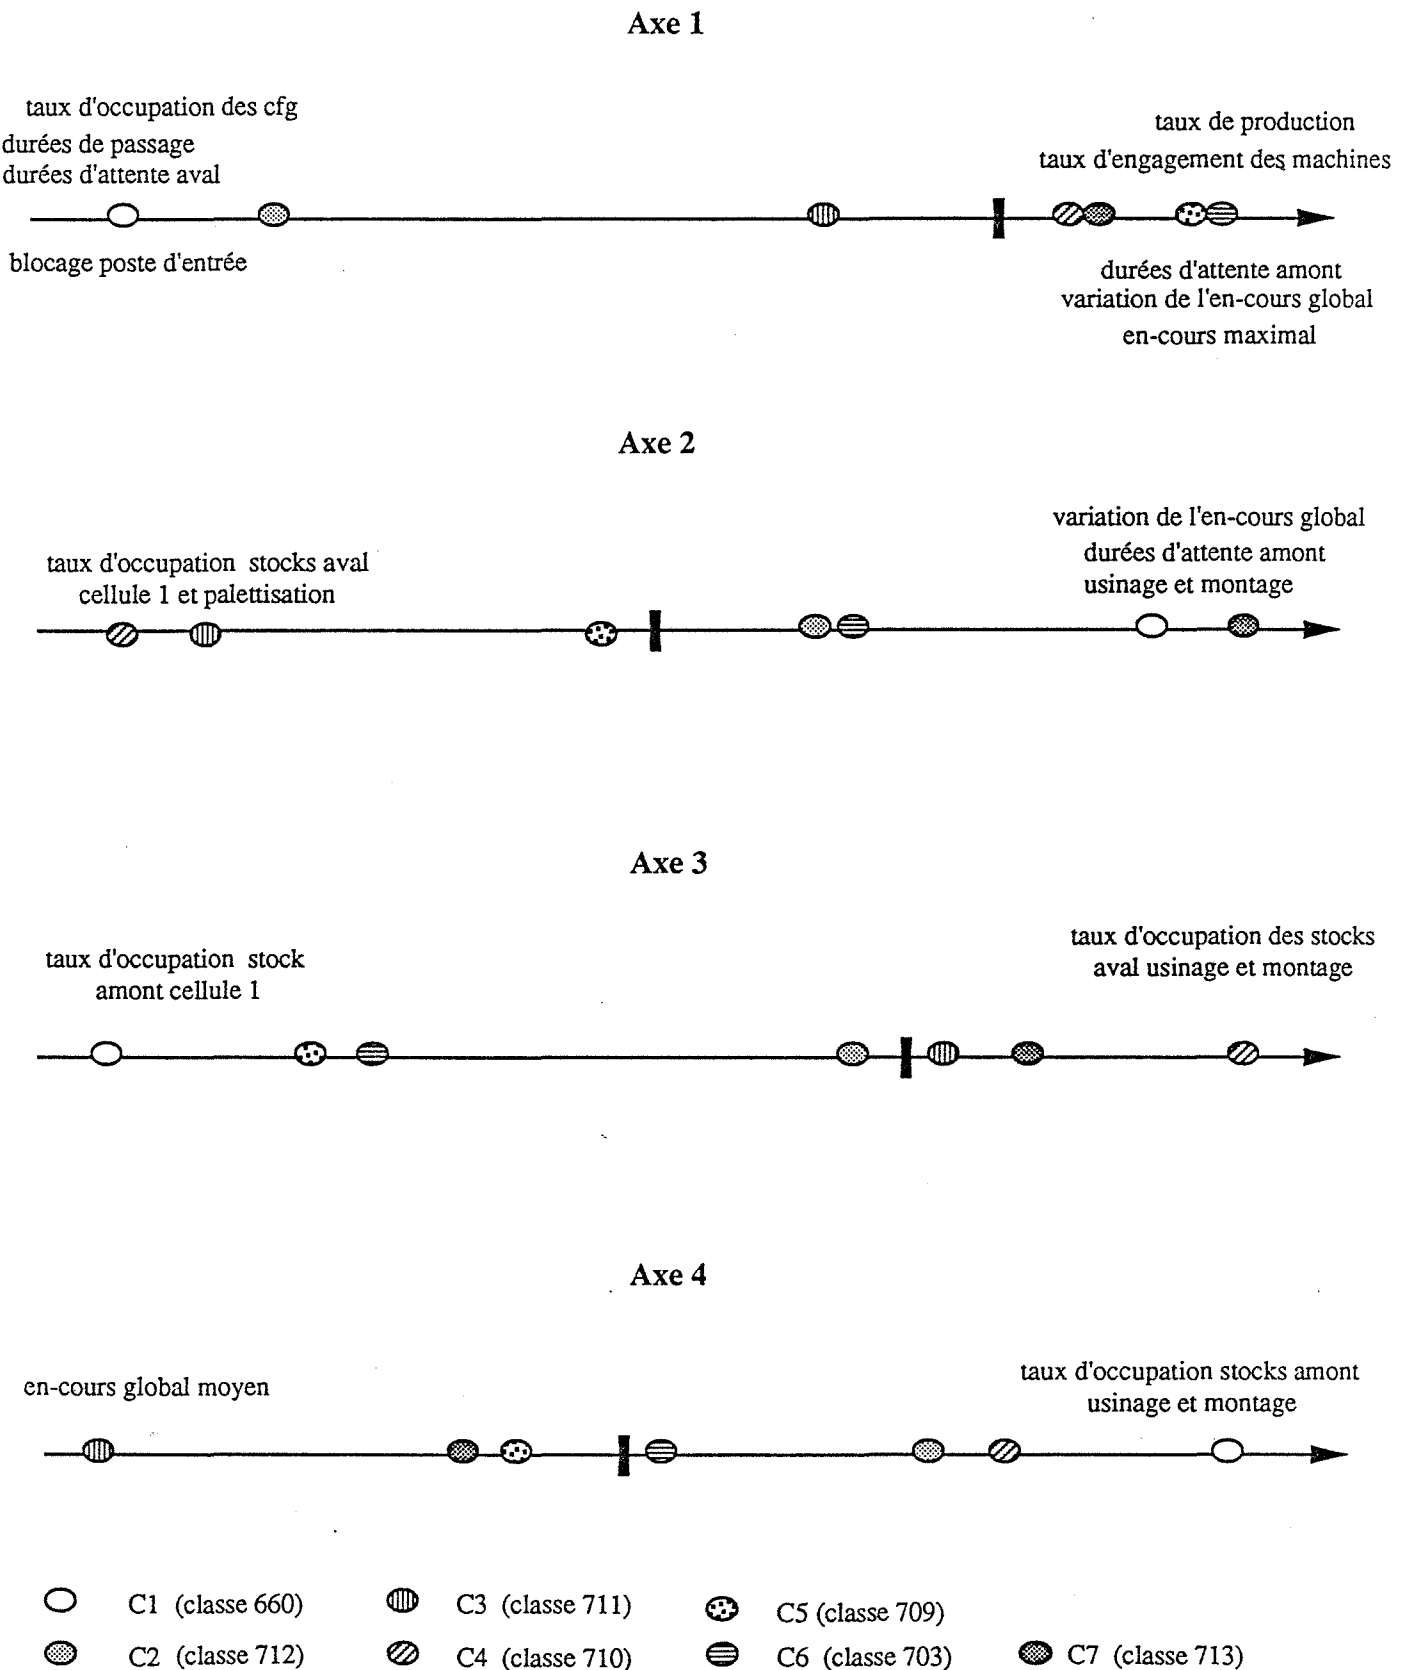 Axe 1
taux d'occupation des cfg
durées de passage
durées d'attente aval
taux de production
taux d'engagement des machines
blocage poste d'entrée
durées d'attente amont
variation de l'en-cours global
en-cours maximal
Axe 2
taux d'occupation stocks aval
cellule 1 et palettisation
variation de l'en-cours global
durées d'attente amont
usinage et montage
Axe 3
taux d'occupation stock
amont cellule 1
taux d'occupation des stocks
aval usinage et montage
Axe 4
en-cours global moyen
taux d'occupation stocks amont
usinage et montage
C1 (classe 660)
C3 (classe 711)
C5 (classe 709)
C2 (classe 712)
C4 (classe 710)
C6 (classe 703)
C7 (classe 713)